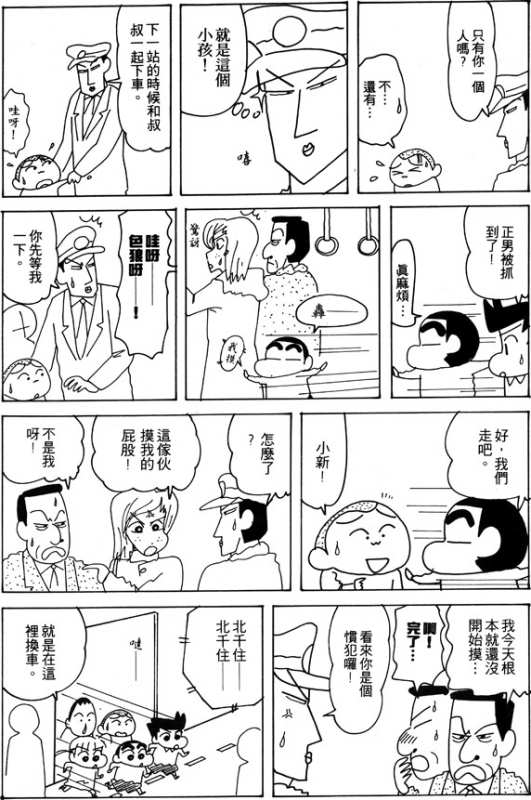 只有你一個
人嗎？
不…
還有…
就是這個
小孩！
嘻
下一站的時候和叔
叔一起下車。
哇呀！
正男被抓
到了！
真麻煩…
轟
我摸
驚訝
哇呀——
色狼呀——！
你先等我
一下。
好，我們
走吧。
小新！
怎麼了
？
這傢伙
摸我的
屁股！
不是我
呀！
我今天根
本就還沒
開始摸…
啊！
完了…
看來你是個
慣犯囉！
北千住——
北千住——
噠
就是在這
裡換車。